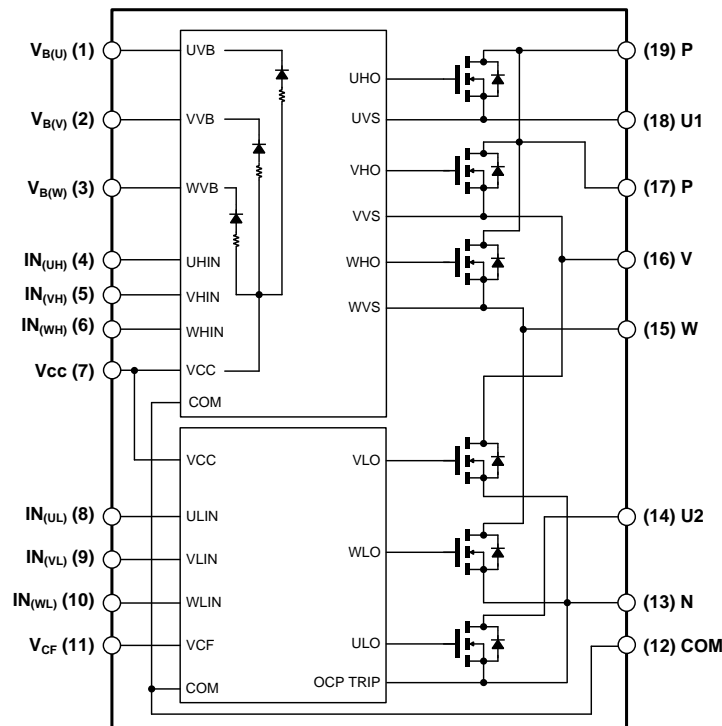 V_B(U) (1)
V_B(V) (2)
V_B(W) (3)
IN_(UH) (4)
IN_(VH) (5)
IN_(WH) (6)
Vcc (7)
IN_(UL) (8)
IN_(VL) (9)
IN_(WL) (10)
V_CF (11)
UVB
VVB
WVB
UHIN
VHIN
WHIN
VCC
COM
UHO
UVS
VHO
VVS
WHO
WVS
VCC
ULIN
VLIN
WLIN
VCF
COM
VLO
WLO
ULO
OCP TRIP
(19) P
(18) U1
(17) P
(16) V
(15) W
(14) U2
(13) N
(12) COM